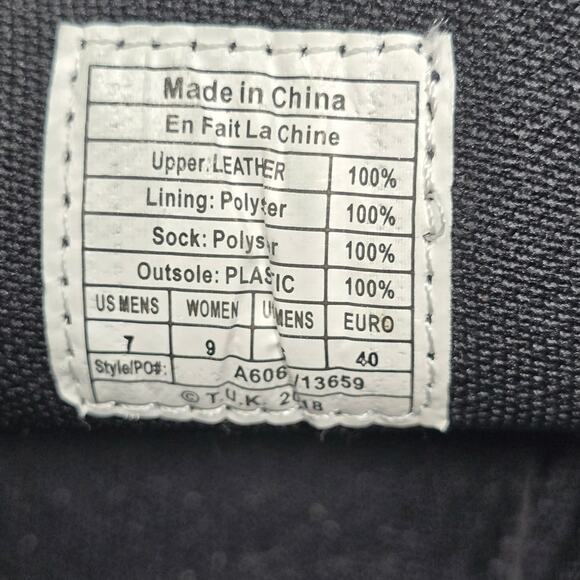 Made in China
En Fait La Chine
Upper: LEATHER 100%
Lining: Polyster 100%
Sock: Polysr 100%
Outsole: PLASTIC 100%
US MENS WOMEN MENS EURO
7 9 40
Style/PO#: A606 /13659
© T.U.K. 2018